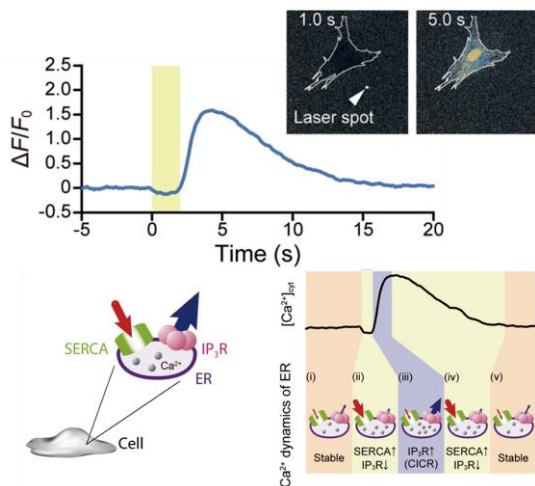 1.0 s
5.0 s
Laser spot
2.5
2.0
1.5
1.0
0.5
0
-0.5
ΔF/F₀
-5 0 5 10 15 20
Time (s)
SERCA
IP₃R
Ca²⁺
ER
Cell
[Ca²⁺]cyt
Ca²⁺ dynamics of ER
(i) (ii) (iii) (iv) (v)
Stable
SERCA↑
IP₃R↓
IP₃R↑
(CICR)
SERCA↑
IP₃R↓
Stable